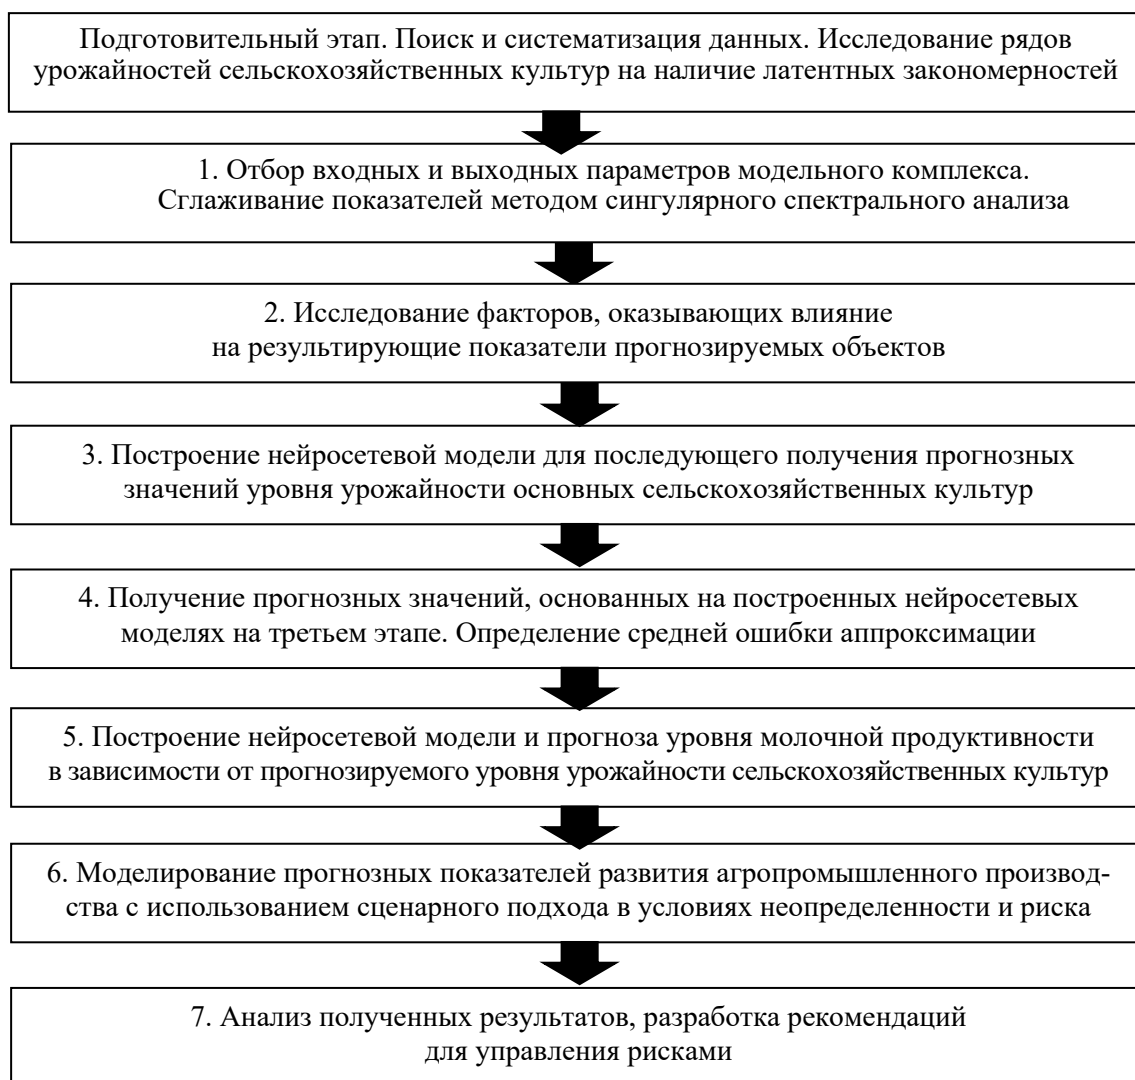 Подготовительный этап. Поиск и систематизация данных. Исследование рядов
урожайностей сельскохозяйственных культур на наличие латентных закономерностей
1. Отбор входных и выходных параметров модельного комплекса.
Сглаживание показателей методом сингулярного спектрального анализа
2. Исследование факторов, оказывающих влияние
на результирующие показатели прогнозируемых объектов
3. Построение нейросетевой модели для последующего получения прогнозных
значений уровня урожайности основных сельскохозяйственных культур
4. Получение прогнозных значений, основанных на построенных нейросетевых
моделях на третьем этапе. Определение средней ошибки аппроксимации
5. Построение нейросетевой модели и прогноза уровня молочной продуктивности
в зависимости от прогнозируемого уровня урожайности сельскохозяйственных культур
6. Моделирование прогнозных показателей развития агропромышленного производ-
ства с использованием сценарного подхода в условиях неопределенности и риска
7. Анализ полученных результатов, разработка рекомендаций
для управления рисками